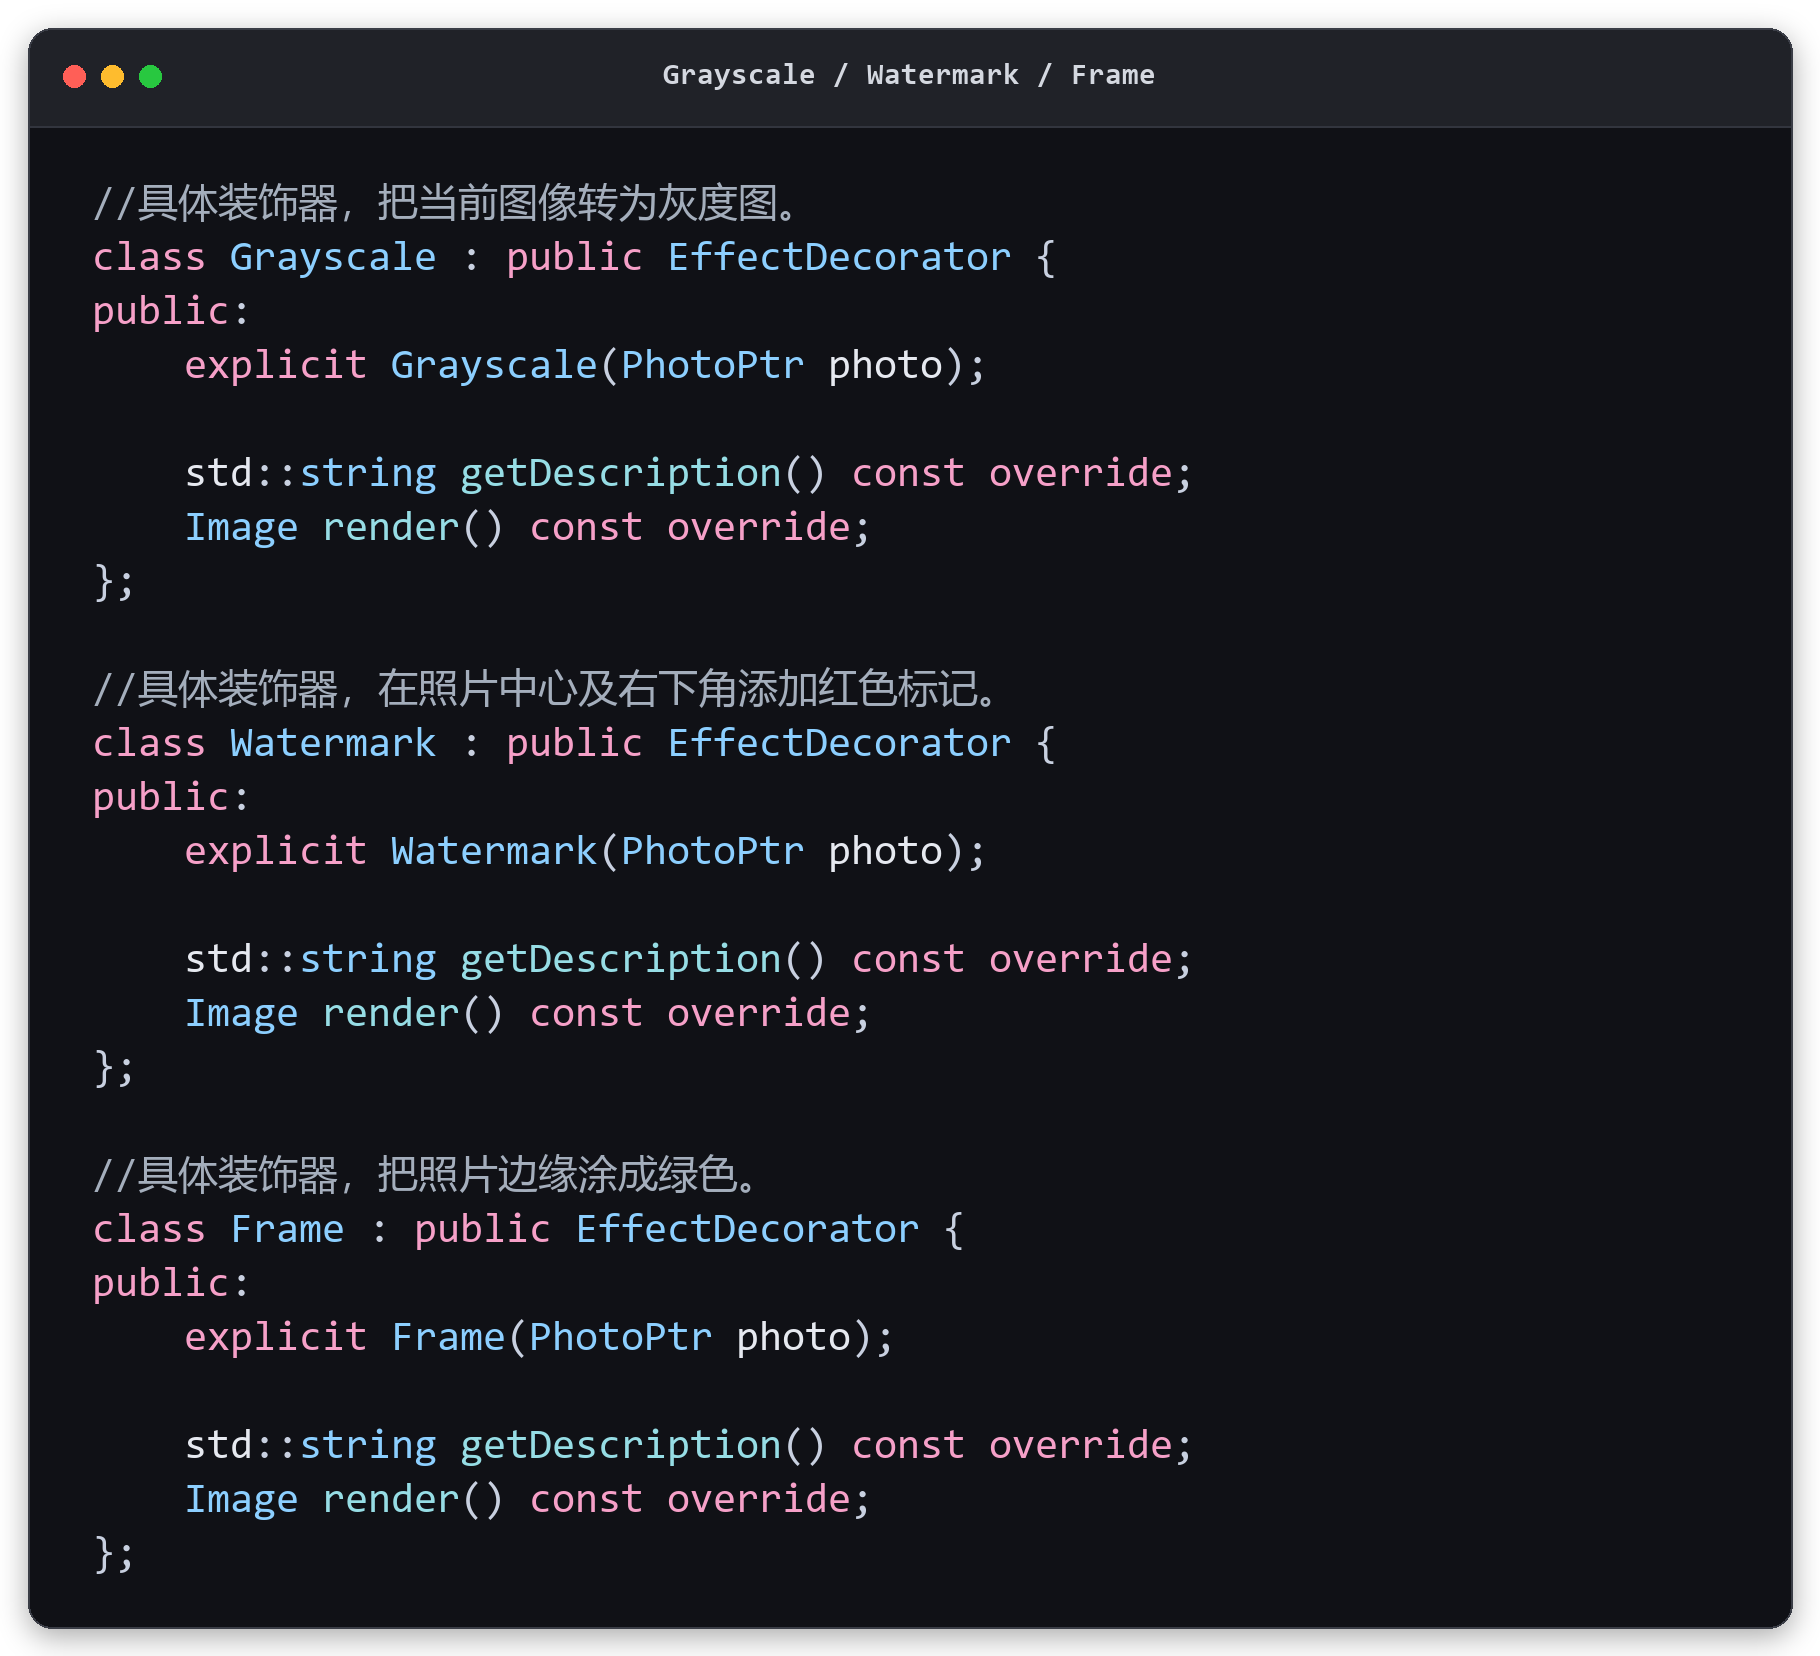 Grayscale / Watermark / Frame
//具体装饰器，把当前图像转为灰度图。
class Grayscale : public EffectDecorator {
public:
    explicit Grayscale(PhotoPtr photo);
    std::string getDescription() const override;
    Image render() const override;
};
//具体装饰器，在照片中心及右下角添加红色标记。
class Watermark : public EffectDecorator {
public:
    explicit Watermark(PhotoPtr photo);
    std::string getDescription() const override;
    Image render() const override;
};
//具体装饰器，把照片边缘涂成绿色。
class Frame : public EffectDecorator {
public:
    explicit Frame(PhotoPtr photo);
    std::string getDescription() const override;
    Image render() const override;
};